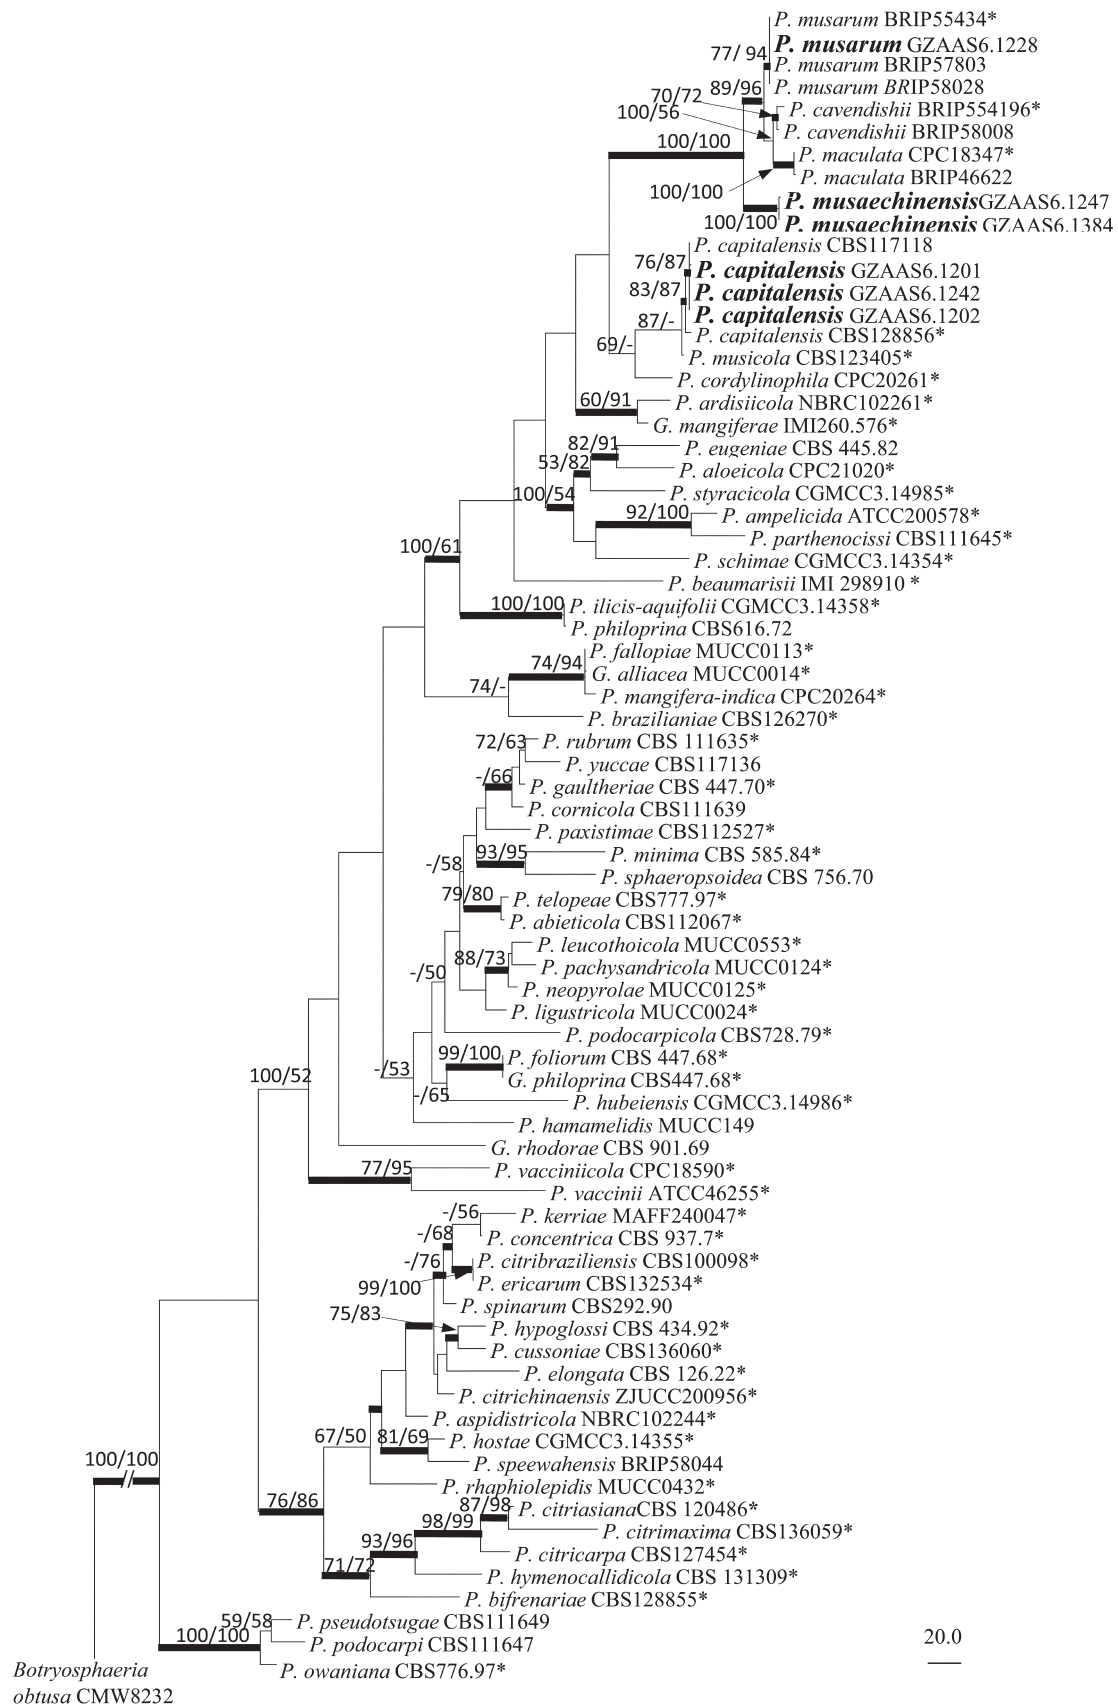 P. musarum BRIP55434*
P. musarum GZAAS6.1228
77/ 94
P. musarum BRIP57803
89/96
P. musarum BRIP58028
70/72
P. cavendishii BRIP554196*
100/56
P. cavendishii BRIP58008
100/100
P. maculata CPC18347*
P. maculata BRIP46622
100/100
P. musaechinensisGZAAS6.1247
100/100
P. musaechinensis GZAAS6.1384
P. capitalensis CBS117118
76/87
P. capitalensis GZAAS6.1201
83/87
P. capitalensis GZAAS6.1242
P. capitalensis GZAAS6.1202
87/-
P. capitalensis CBS128856*
69/-
P. musicola CBS123405*
P. cordylinophila CPC20261*
60/91
P. ardisiicola NBRC102261*
G. mangiferae IMI260.576*
82/91
P. eugeniae CBS 445.82
53/82
P. aloeicola CPC21020*
100/54
P. styracicola CGMCC3.14985*
92/100
P. ampelicida ATCC200578*
P. parthenocissi CBS111645*
100/61
P. schimae CGMCC3.14354*
P. beaumarisii IMI 298910 *
100/100
P. ilicis-aquifolii CGMCC3.14358*
P. philoprina CBS616.72
P. fallopiae MUCC0113*
74/94
G. alliacea MUCC0014*
74/-
P. mangifera-indica CPC20264*
P. brazilianiae CBS126270*
72/63
P. rubrum CBS 111635*
P. yuccae CBS117136
-/66
P. gaultheriae CBS 447.70*
P. cornicola CBS111639
P. paxistimae CBS112527*
93/95
P. minima CBS 585.84*
-/58
P. sphaeropsoidea CBS 756.70
79/80
P. telopeae CBS777.97*
P. abieticola CBS112067*
P. leucothoicola MUCC0553*
88/73
P. pachysandricola MUCC0124*
-/50
P. neopyrolae MUCC0125*
P. ligustricola MUCC0024*
P. podocarpicola CBS728.79*
99/100
P. foliorum CBS 447.68*
-/53
G. philoprina CBS447.68*
100/52
-/65
P. hubeiensis CGMCC3.14986*
P. hamamelidis MUCC149
G. rhodorae CBS 901.69
77/95
P. vacciniicola CPC18590*
P. vaccinii ATCC46255*
-/56
P. kerriae MAFF240047*
-/68
P. concentrica CBS 937.7*
-/76
P. citribraziliensis CBS100098*
99/100
P. ericarum CBS132534*
P. spinarum CBS292.90
75/83
P. hypoglossi CBS 434.92*
P. cussoniae CBS136060*
P. elongata CBS 126.22*
P. citrichinaensis ZJUCC200956*
P. aspidistricola NBRC102244*
67/50
81/69
P. hostae CGMCC3.14355*
P. speewahensis BRIP58044
100/100
P. rhaphiolepidis MUCC0432*
76/86
87/98
P. citriasianaCBS 120486*
98/99
P. citrimaxima CBS136059*
93/96
P. citricarpa CBS127454*
71/72
P. hymenocallidicola CBS 131309*
P. bifrenariae CBS128855*
59/58
P. pseudotsugae CBS111649
100/100
P. podocarpi CBS111647
20.0
P. owaniana CBS776.97*
Botryosphaeria
obtusa CMW8232